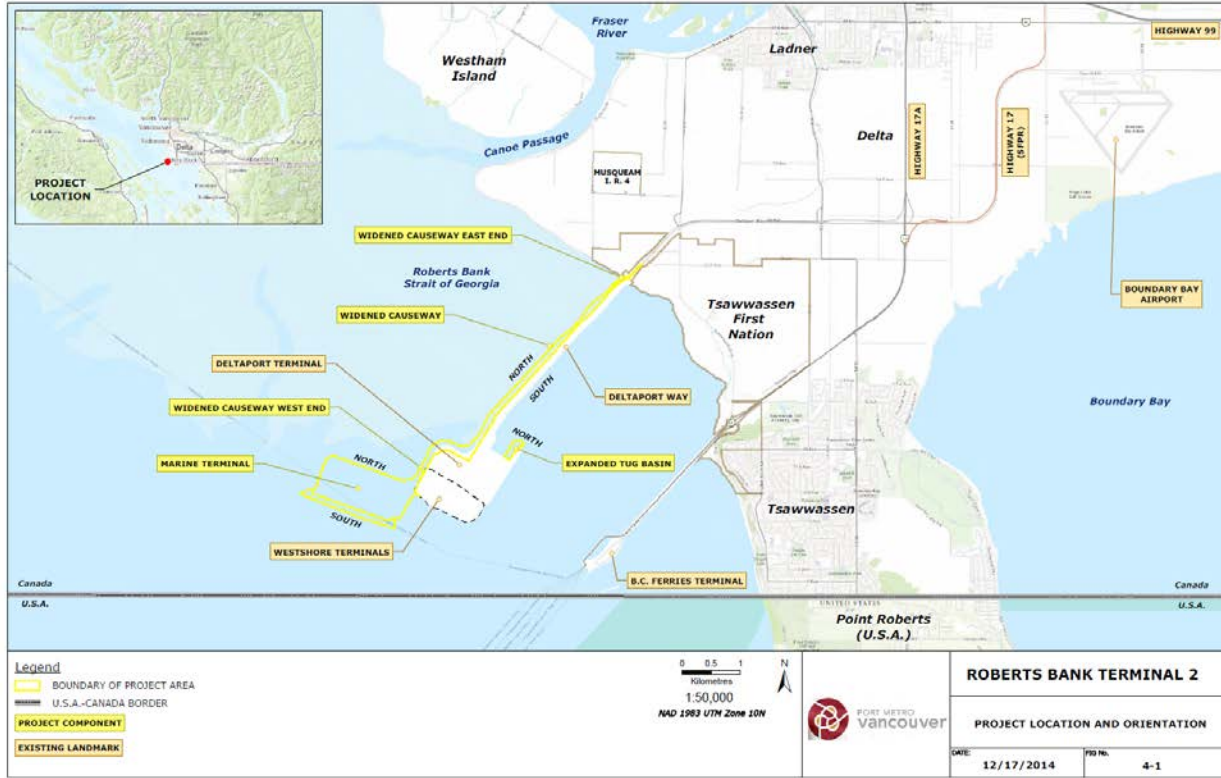 PROJECT
LOCATION
Delta
Fraser
River
Westham
Island
Ladner
HIGHWAY 99
Canoe Passage
Delta
HIGHWAY 17A
HIGHWAY 17
(SFPR)
MUSQUEAM
I. R. 4
WIDENED CAUSEWAY EAST END
Roberts Bank
Strait of Georgia
BOUNDARY BAY
AIRPORT
Tsawwassen
First
Nation
WIDENED CAUSEWAY
NORTH
SOUTH
DELTAPORT TERMINAL
DELTAPORT WAY
Boundary Bay
WIDENED CAUSEWAY WEST END
NORTH
NORTH
MARINE TERMINAL
EXPANDED TUG BASIN
SOUTH
Tsawwassen
WESTSHORE TERMINALS
B.C. FERRIES TERMINAL
Canada
Canada
U.S.A.
U.S.A.
UNITED STATES
Point Roberts
(U.S.A.)
Legend
BOUNDARY OF PROJECT AREA
U.S.A.-CANADA BORDER
PROJECT COMPONENT
EXISTING LANDMARK
0 0.5 1
Kilometres
1:50,000
NAD 1983 UTM Zone 10N
N
PORT METRO
vancouver
ROBERTS BANK TERMINAL 2
PROJECT LOCATION AND ORIENTATION
DATE:
12/17/2014
FIG No.
4-1